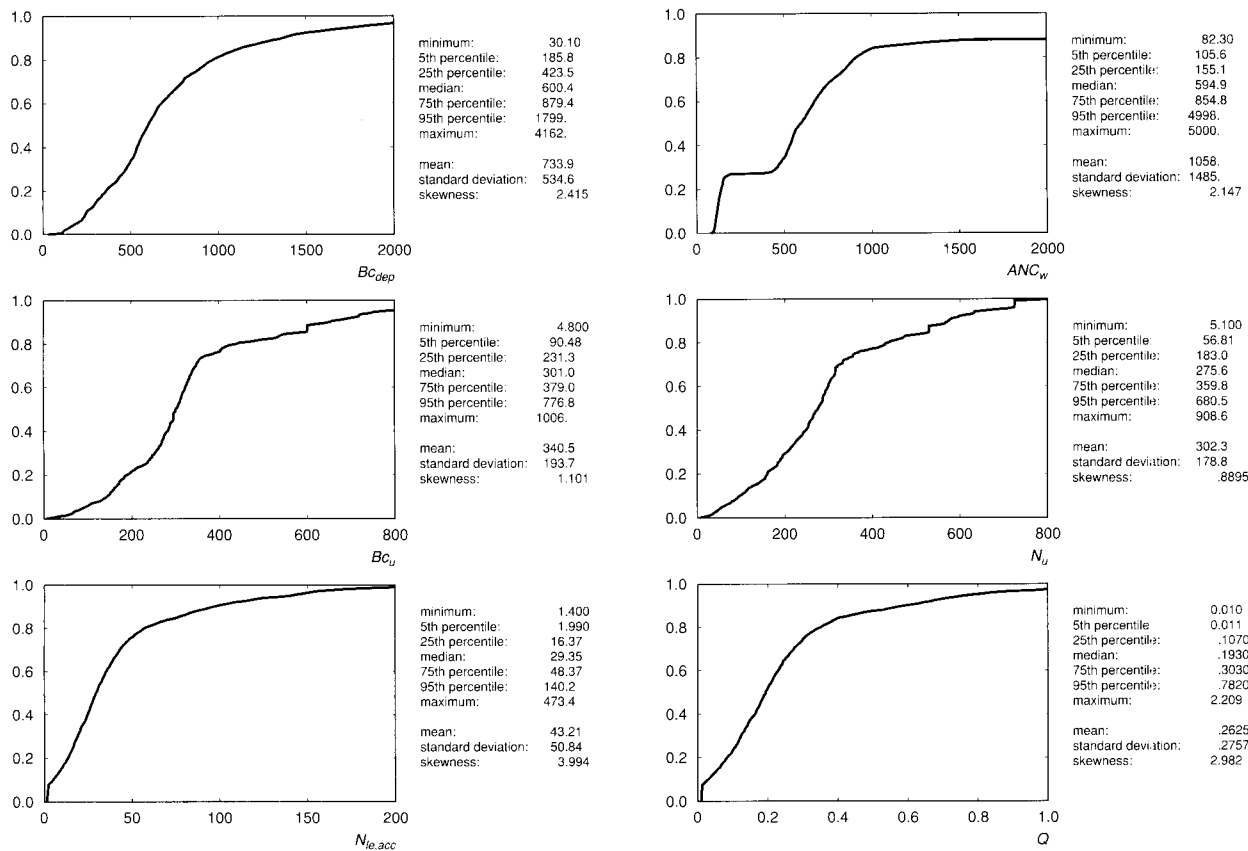 1.0
0.8
0.6
0.4
0.2
0.0
0 500 1000 1500 2000
Bc_dep
minimum: 30.10
5th percentile: 185.8
25th percentile: 423.5
median: 600.4
75th percentile: 879.4
95th percentile: 1799.
maximum: 4162.
mean: 733.9
standard deviation: 534.6
skewness: 2.415
1.0
0.8
0.6
0.4
0.2
0.0
0 500 1000 1500 2000
ANC_w
minimum: 82.30
5th percentile: 105.6
25th percentile: 155.1
median: 594.9
75th percentile: 854.8
95th percentile: 4998.
maximum: 5000.
mean: 1058.
standard deviation: 1485.
skewness: 2.147
1.0
0.8
0.6
0.4
0.2
0.0
0 200 400 600 800
Bc_u
minimum: 4.800
5th percentile: 90.48
25th percentile: 231.3
median: 301.0
75th percentile: 379.0
95th percentile: 776.8
maximum: 1006.
mean: 340.5
standard deviation: 193.7
skewness: 1.101
1.0
0.8
0.6
0.4
0.2
0.0
0 200 400 600 800
N_u
minimum: 5.100
5th percentile: 56.81
25th percentile: 183.0
median: 275.6
75th percentile: 359.8
95th percentile: 680.5
maximum: 908.6
mean: 302.3
standard deviation: 178.8
skewness: .8895
1.0
0.8
0.6
0.4
0.2
0.0
0 50 100 150 200
N_le,acc
minimum: 1.400
5th percentile: 1.990
25th percentile: 16.37
median: 29.35
75th percentile: 48.37
95th percentile: 140.2
maximum: 473.4
mean: 43.21
standard deviation: 50.84
skewness: 3.994
1.0
0.8
0.6
0.4
0.2
0.0
0 0.2 0.4 0.6 0.8 1.0
Q
minimum: 0.010
5th percentile 0.011
25th percentile: .1070
median: .1930
75th percentile: .3030
95th percentile: .7820
maximum: 2.209
mean: .2625
standard deviation: .2757
skewness: 2.982